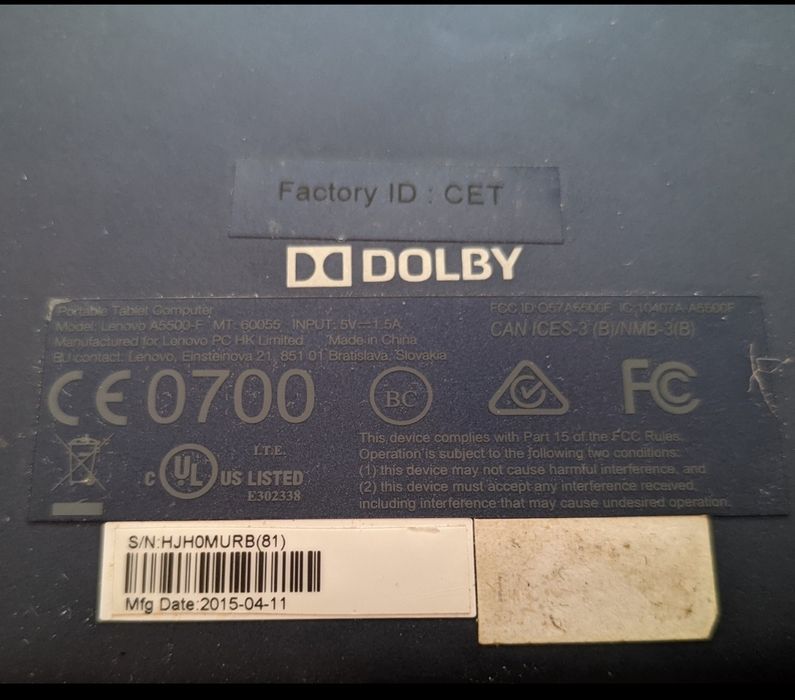 Factory ID : CET
DOLBY
Portable Tablet Computer
Model: Lenovo A5500-F MT: 60055 INPUT: 5V⎓1.5A
Manufactured for Lenovo PC HK Limited Made in China
EU contact: Lenovo, Einsteinova 21, 851 01 Bratislava, Slovakia
FCC ID:O57A5500F IC:10407A-A5500F
CAN ICES-3 (B)/NMB-3(B)
CE0700
BC
FC
c UL US LISTED
I.T.E.
E302338
This device complies with Part 15 of the FCC Rules.
Operation is subject to the following two conditions:
(1) this device may not cause harmful interference, and
(2) this device must accept any interference received,
including interference that may cause undesired operation.
S/N:HJH0MURB(81)
Mfg Date:2015-04-11